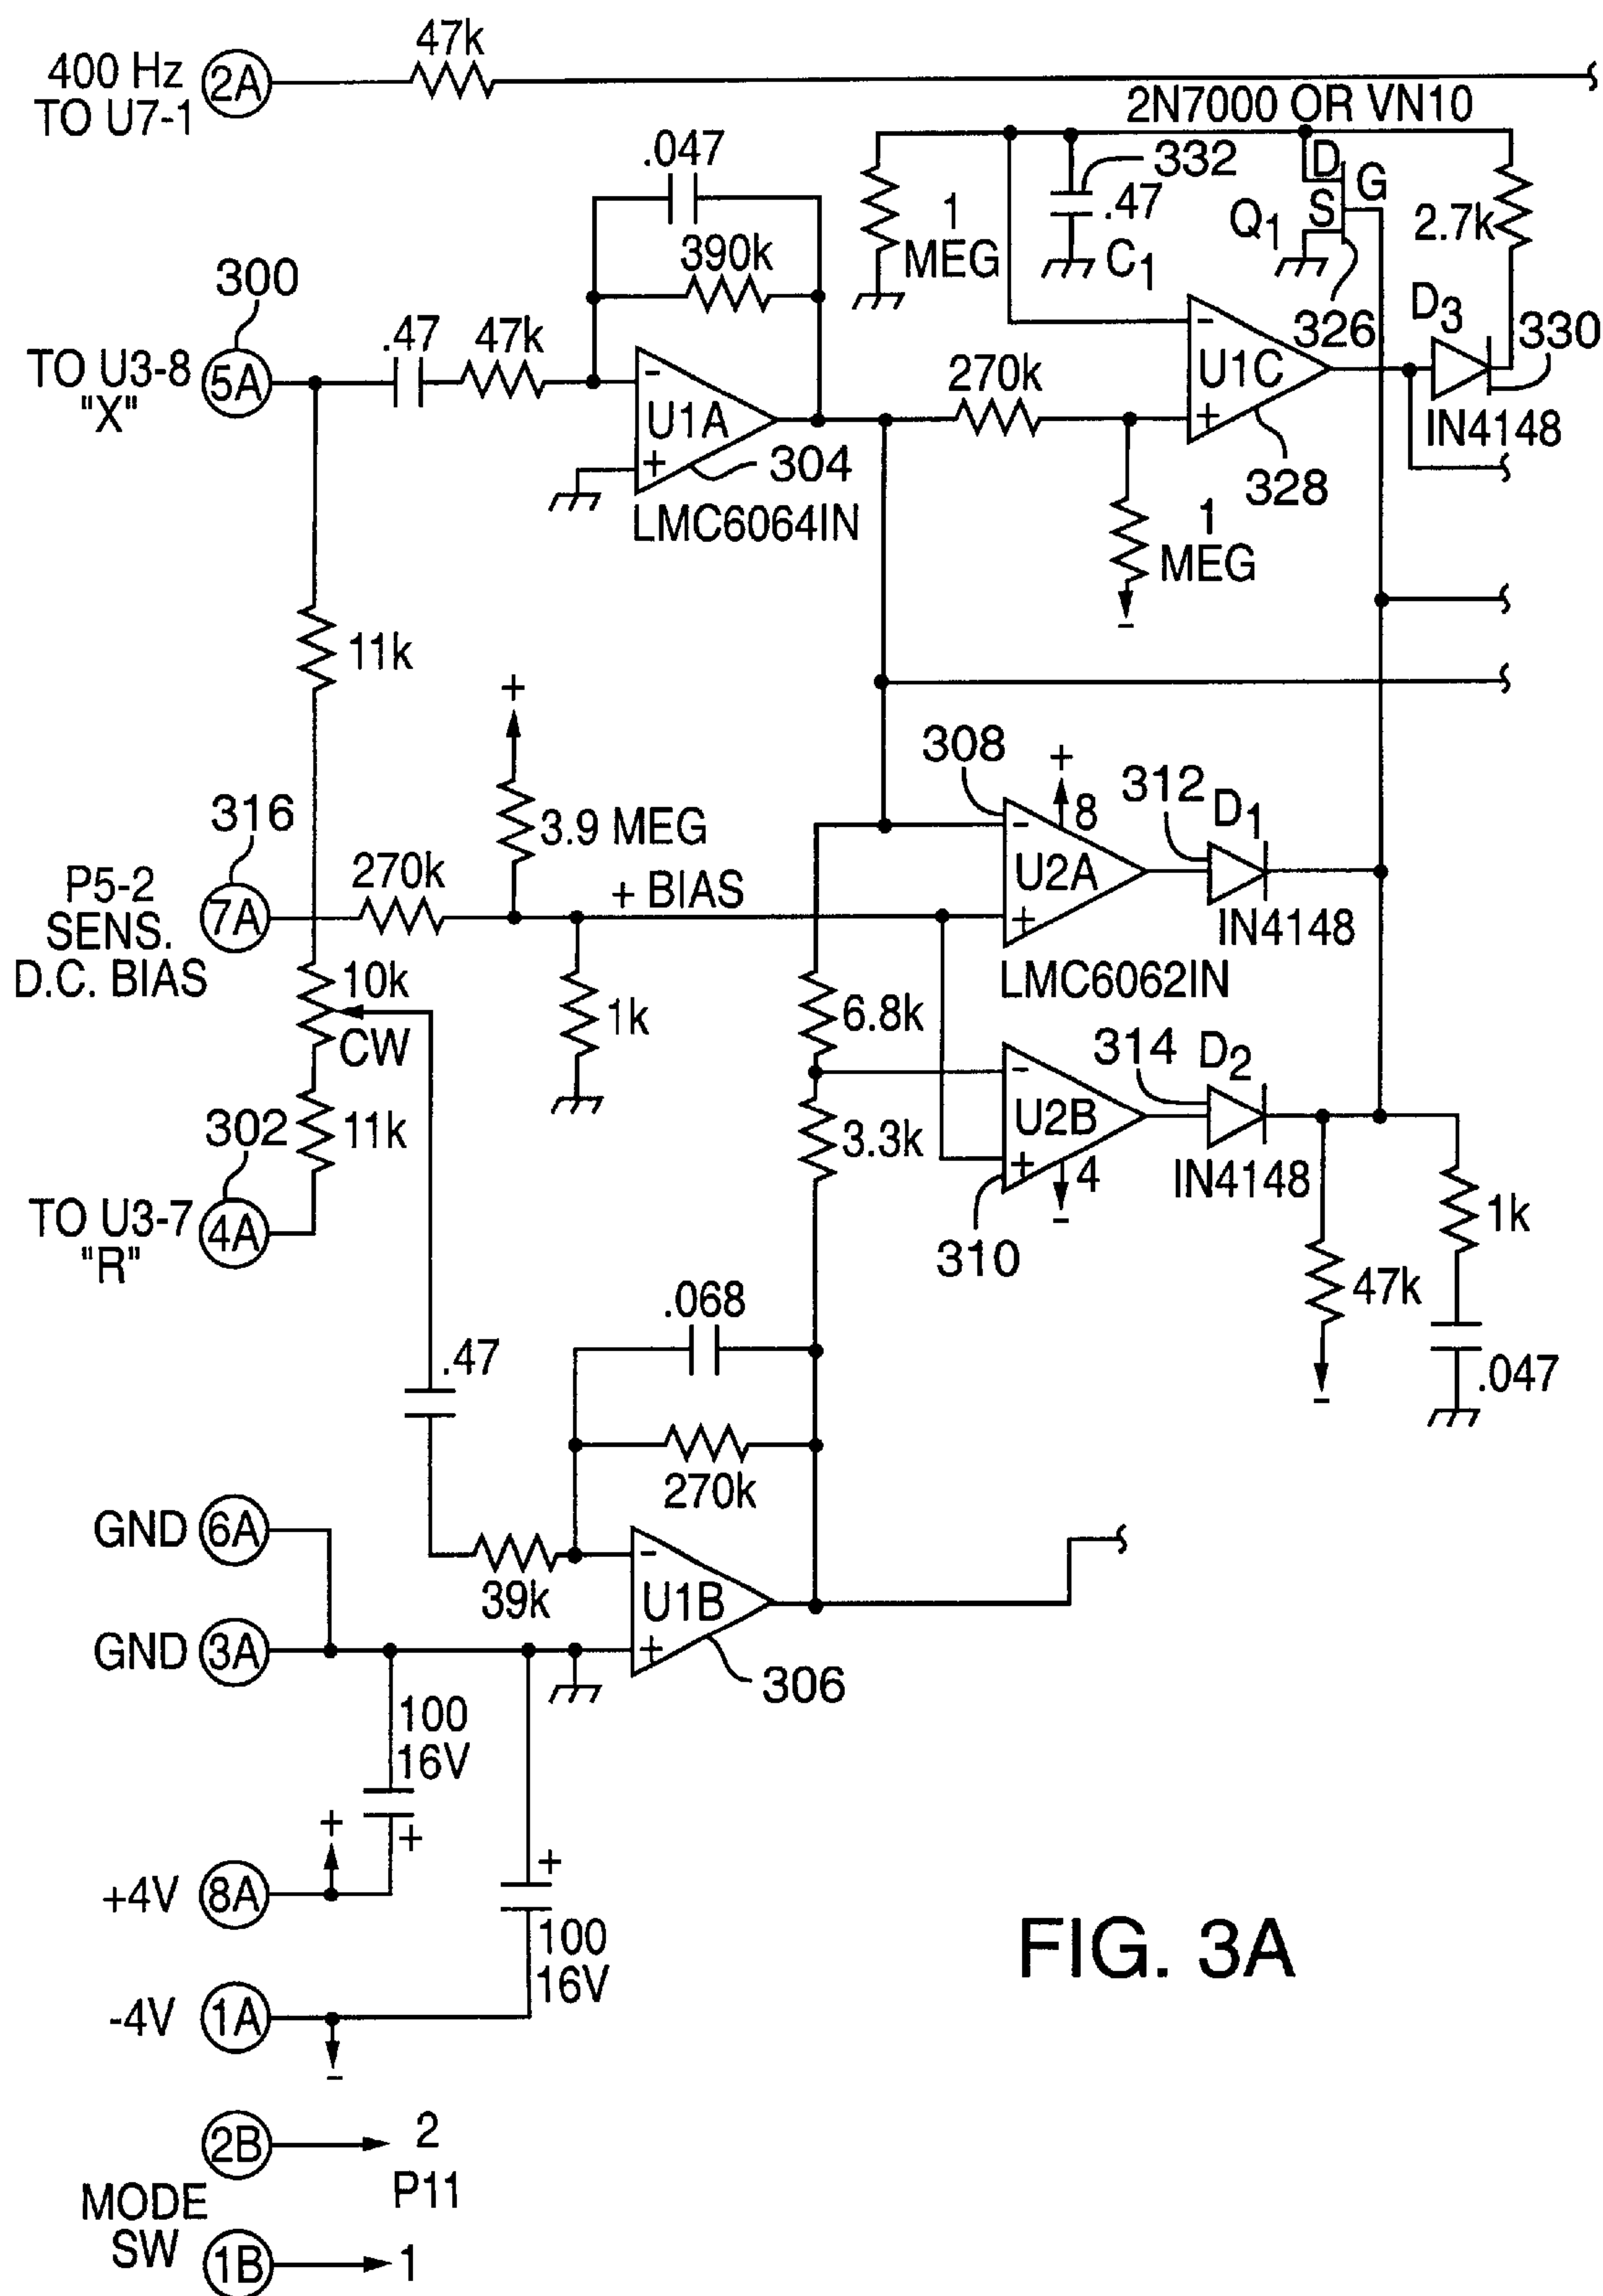 47k
400 Hz
TO U7-1
2A
2N7000 OR VN10
.047
332
D
G
1
MEG
.47
C1
Q1
S
2.7k
390k
300
326
D3
330
.47
47k
TO U3-8
"X"
5A
-
U1A
+
304
LMC6064IN
270k
-
U1C
+
328
IN4148
1
MEG
-
11k
+
3.9 MEG
308
+
8
312
D1
316
P5-2
SENS.
D.C. BIAS
7A
270k
+ BIAS
-
U2A
+
IN4148
LMC6062IN
10k
CW
1k
6.8k
314
D2
302
11k
3.3k
-
U2B
+
4
-
310
IN4148
1k
TO U3-7
"R"
4A
47k
-
.047
.068
.47
270k
GND
6A
39k
-
U1B
+
306
GND
3A
100
16V
+
+
+
+4V
8A
100
16V
FIG. 3A
-4V
1A
-
2B
2
P11
MODE
SW
1B
1